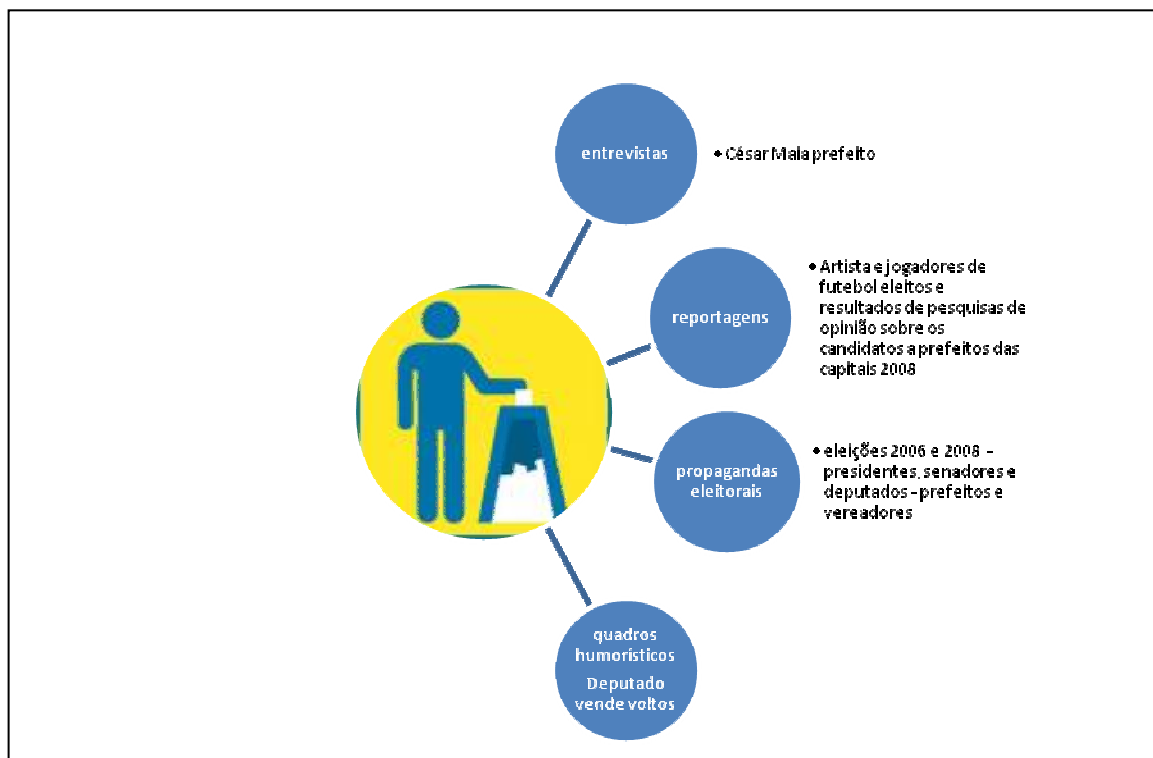 entrevistas
• César Maia prefeito
reportagens
• Artista e jogadores de
futebol eleitos e
resultados de pesquisas de
opinião sobre os
candidatos a prefeitos das
capitais 2008
propagandas
eleitorais
• eleições 2006 e 2008 –
presidentes, senadores e
deputados – prefeitos e
vereadores
quadros
humorísticos
Deputado
vende voltos